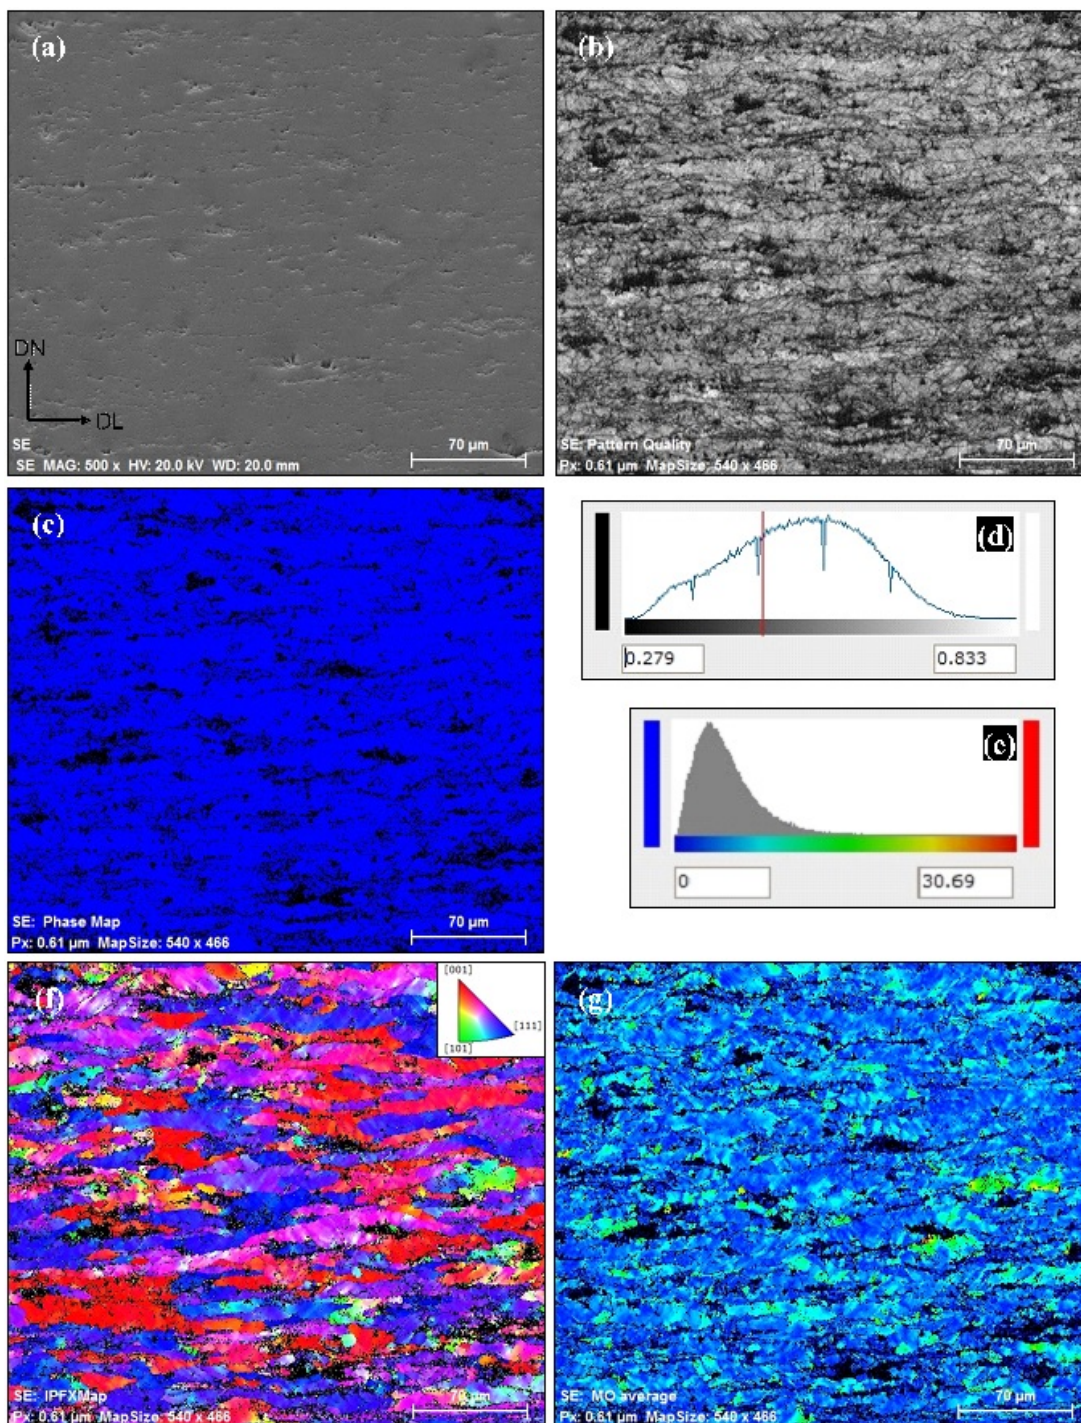 (a)
DN
DL
SE
70 µm
SE MAG: 500 x HV: 20.0 kV WD: 20.0 mm
(b)
SE: Pattern Quality
70 µm
Px: 0.61 µm MapSize: 540 x 466
(c)
SE: Phase Map
70 µm
Px: 0.61 µm MapSize: 540 x 466
(d)
0.279
0.833
(e)
0
30.69
(f)
[001]
[111]
[101]
SE: IPFXMap
70 µm
Px: 0.61 µm MapSize: 540 x 466
(g)
SE: MO average
70 µm
Px: 0.61 µm MapSize: 540 x 466